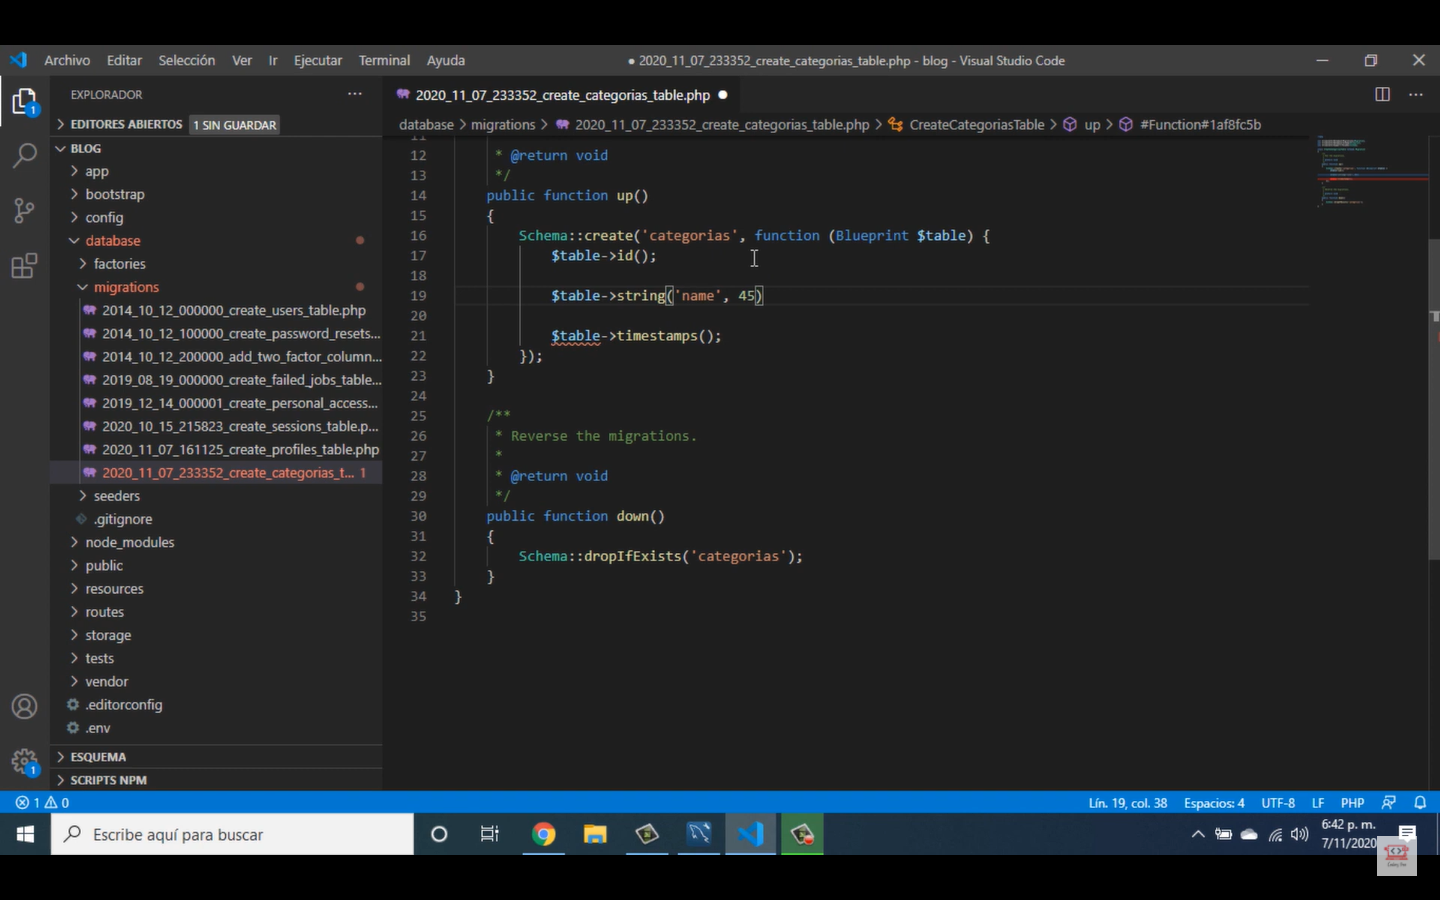 Archivo Editar Selección Ver Ir Ejecutar Terminal Ayuda
● 2020_11_07_233352_create_categorias_table.php - blog - Visual Studio Code
EXPLORADOR
EDITORES ABIERTOS 1 SIN GUARDAR
BLOG
app
bootstrap
config
database
factories
migrations
2014_10_12_000000_create_users_table.php
2014_10_12_100000_create_password_resets...
2014_10_12_200000_add_two_factor_column...
2019_08_19_000000_create_failed_jobs_table...
2019_12_14_000001_create_personal_access...
2020_10_15_215823_create_sessions_table.p...
2020_11_07_161125_create_profiles_table.php
2020_11_07_233352_create_categorias_t... 1
seeders
.gitignore
node_modules
public
resources
routes
storage
tests
vendor
.editorconfig
.env
ESQUEMA
SCRIPTS NPM
1
1
2020_11_07_233352_create_categorias_table.php ●
database > migrations > 2020_11_07_233352_create_categorias_table.php > CreateCategoriasTable > up > #Function#1af8fc5b
11
12 * @return void
13 */
14 public function up()
15 {
16 Schema::create('categorias', function (Blueprint $table) {
17 $table->id();
18
19 $table->string('name', 45)
20
21 $table->timestamps();
22 });
23 }
24
25 /**
26 * Reverse the migrations.
27 *
28 * @return void
29 */
30 public function down()
31 {
32 Schema::dropIfExists('categorias');
33 }
34 }
35
1 0
Lín. 19, col. 38 Espacios: 4 UTF-8 LF PHP
Escribe aquí para buscar
6:42 p. m.
7/11/2020